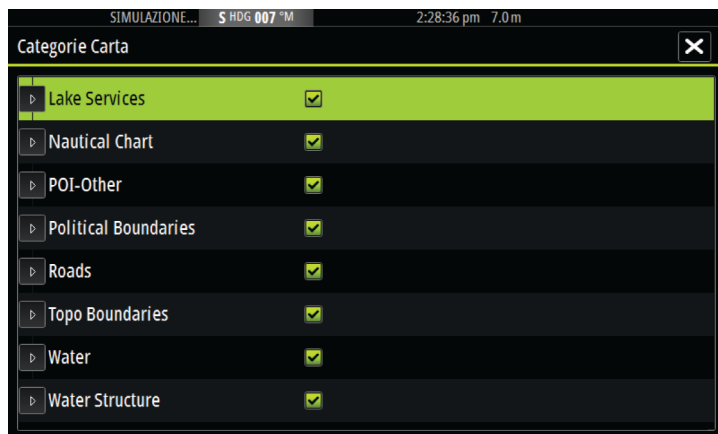 SIMULAZIONE... S HDG 007 °M 2:28:36 pm 7.0 m
Categorie Carta
Lake Services
Nautical Chart
POI-Other
Political Boundaries
Roads
Topo Boundaries
Water
Water Structure